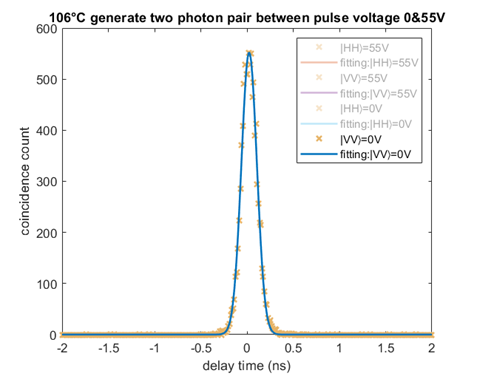 106°C generate two photon pair between pulse voltage 0&55V
600
500
400
300
200
100
0
coincidence count
|HH⟩=55V
fitting:|HH⟩=55V
|VV⟩=55V
fitting:|VV⟩=55V
|HH⟩=0V
fitting:|HH⟩=0V
|VV⟩=0V
fitting:|VV⟩=0V
-2 -1.5 -1 -0.5 0 0.5 1 1.5 2
delay time (ns)